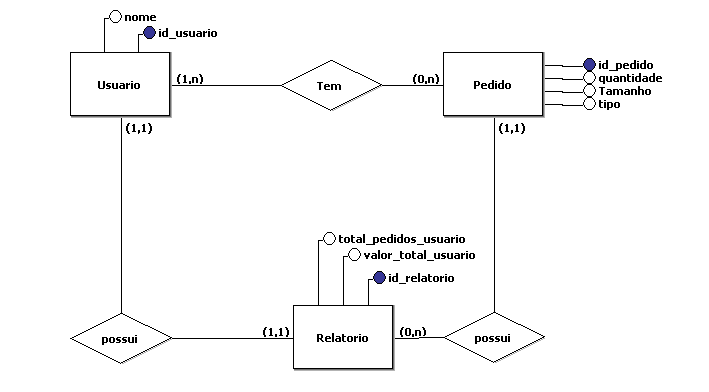 nome
id_usuario
Usuario
(1,n)
Tem
(0,n)
Pedido
id_pedido
quantidade
Tamanho
tipo
(1,1)
(1,1)
total_pedidos_usuario
valor_total_usuario
id_relatorio
possui
(1,1)
Relatorio
(0,n)
possui